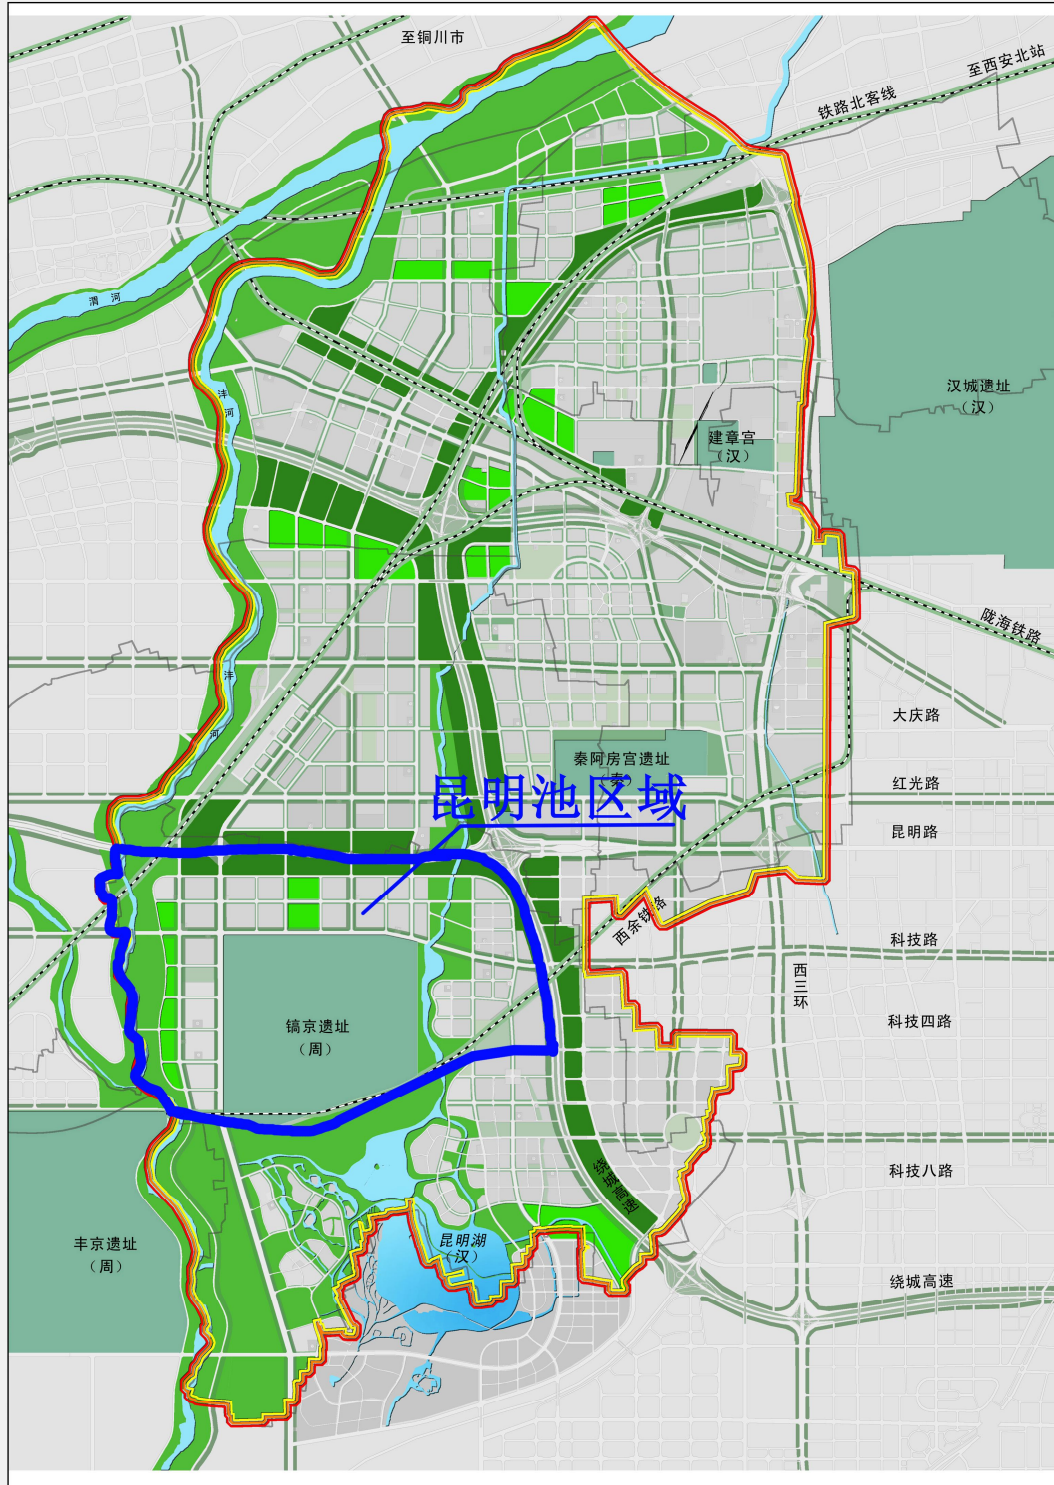 至铜川市
至西安北站
铁路北客线
渭河
汉城遗址
（汉）
沣
河
建章宫
（汉）
陇海铁路
沣
河
大庆路
秦阿房宫遗址
（秦）
红光路
昆明池区域
昆明路
西余铁路
科技路
西三环
镐京遗址
（周）
科技四路
绕城高速
科技八路
丰京遗址
（周）
昆明湖
（汉）
绕城高速